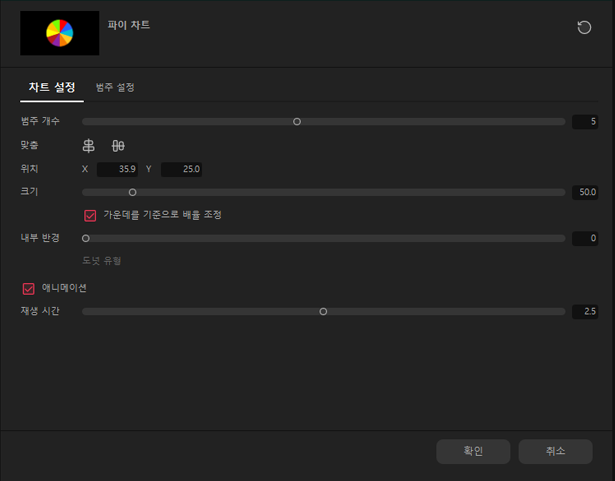 파이 차트
차트 설정 범주 설정
범주 개수 5
맞춤
위치 X 35.9 Y 25.0
크기 50.0
가운데를 기준으로 배율 조정
내부 반경 0
도넛 유형
애니메이션
재생 시간 2.5
확인 취소